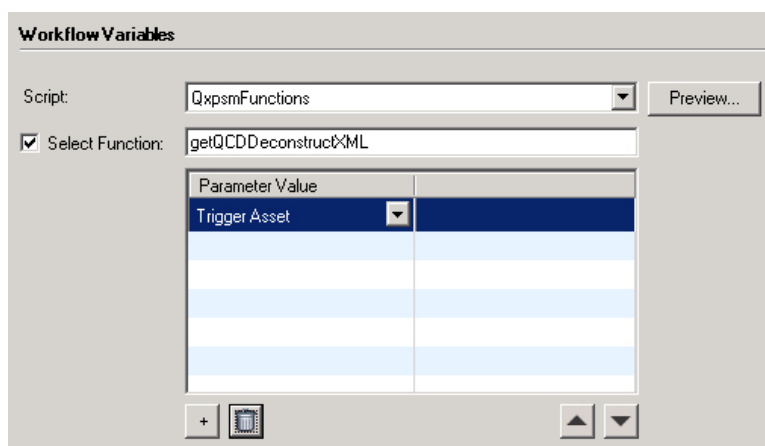 Workflow Variables
Script: QxpsmFunctions Preview...
Select Function: getQCDDeconstructXML
Parameter Value
Trigger Asset
+